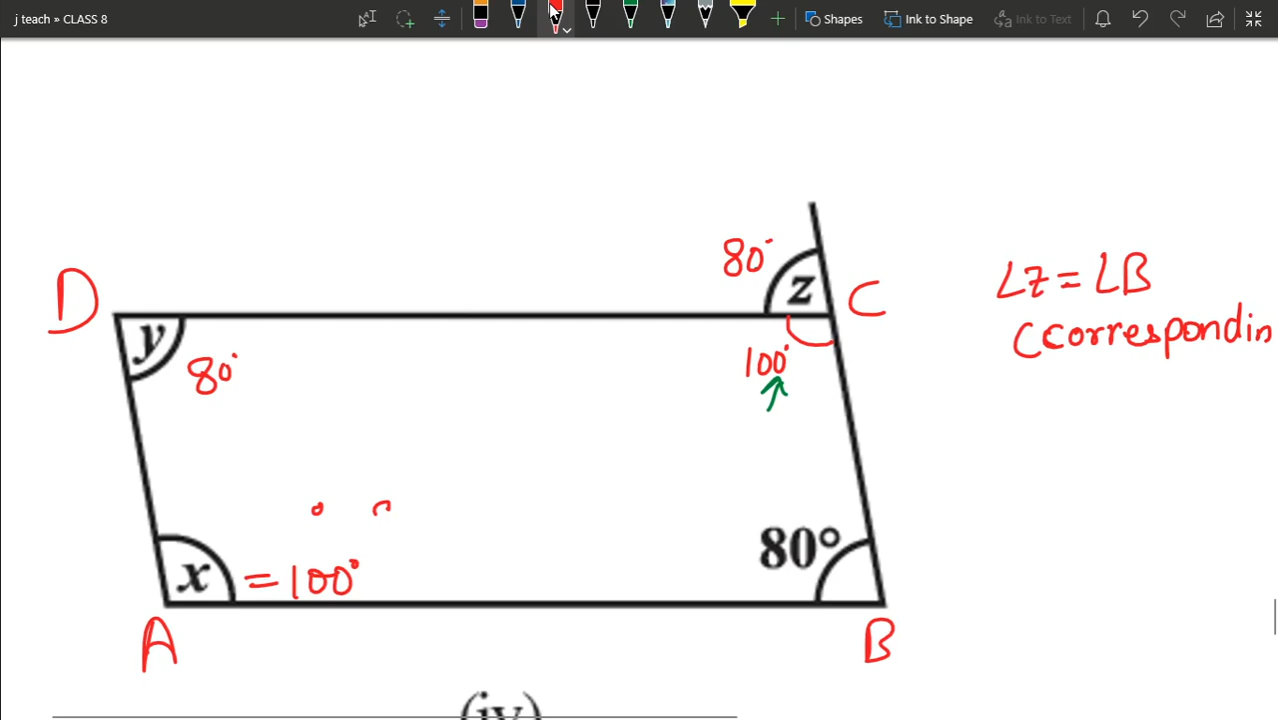 j teach » CLASS 8
Shapes
Ink to Shape
Ink to Text
80°
z
D
C
∠Z = ∠B
(correspondin
y
80°
100°
80°
x = 100°
A
B
(iv)